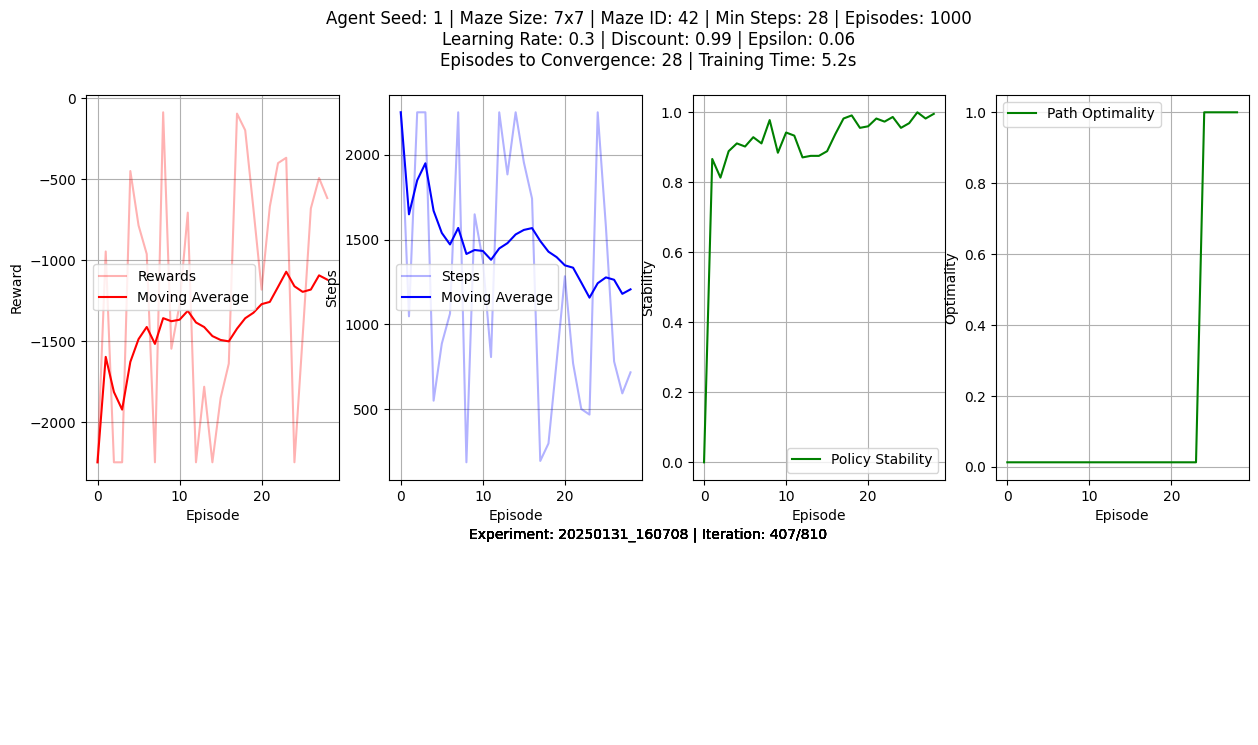 Agent Seed: 1 | Maze Size: 7x7 | Maze ID: 42 | Min Steps: 28 | Episodes: 1000
Learning Rate: 0.3 | Discount: 0.99 | Epsilon: 0.06
Episodes to Convergence: 28 | Training Time: 5.2s
Reward
0
−500
−1000
−1500
−2000
Rewards
Moving Average
0
10
20
Episode
Steps
2000
1500
1000
500
Steps
Moving Average
0
10
20
Episode
Stability
1.0
0.8
0.6
0.4
0.2
0.0
Policy Stability
0
10
20
Episode
Optimality
1.0
0.8
0.6
0.4
0.2
0.0
Path Optimality
0
10
20
Episode
Experiment: 20250131_160708 | Iteration: 407/810